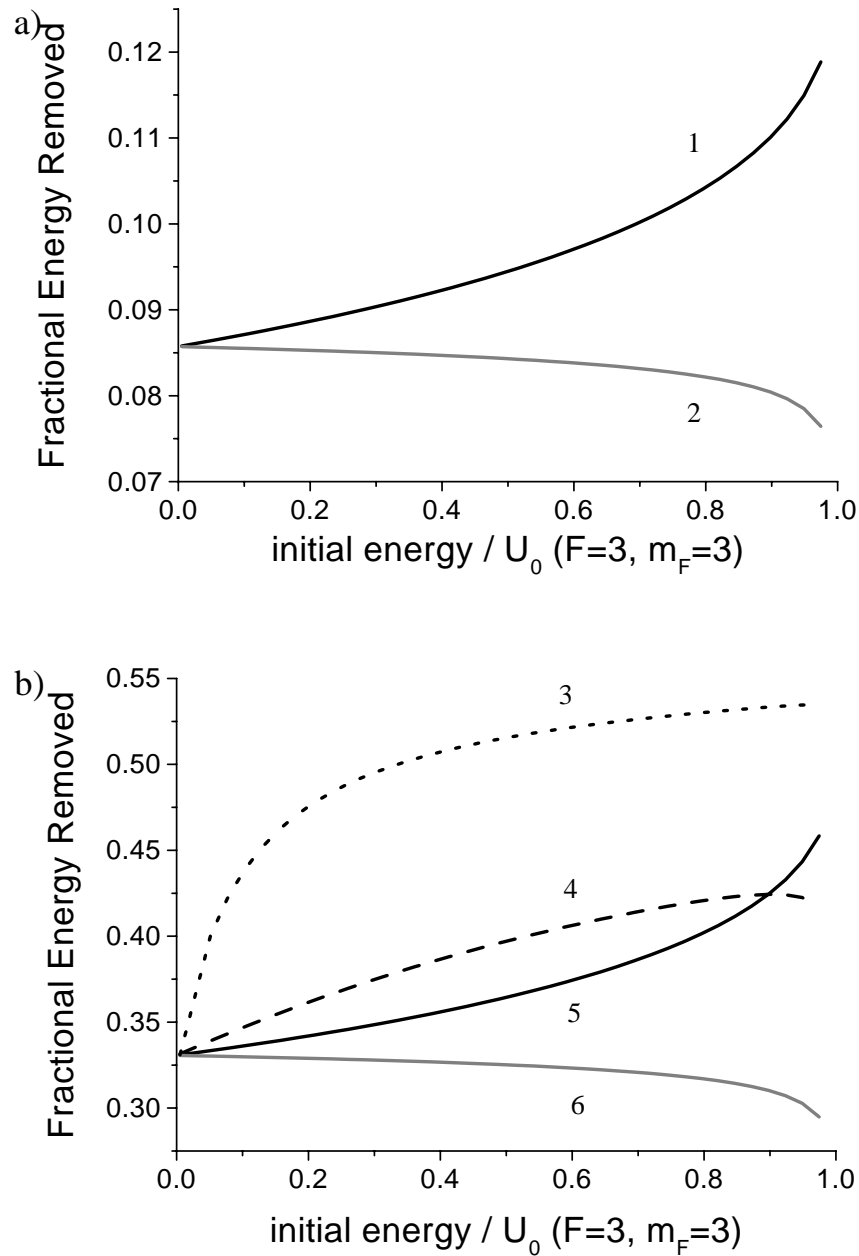 a)
Fractional Energy Removed
0.12
0.11
0.10
0.09
0.08
0.07
1
2
0.0 0.2 0.4 0.6 0.8 1.0
initial energy / U0 (F=3, mF=3)
b)
Fractional Energy Removed
0.55
0.50
0.45
0.40
0.35
0.30
3
4
5
6
0.0 0.2 0.4 0.6 0.8 1.0
initial energy / U0 (F=3, mF=3)